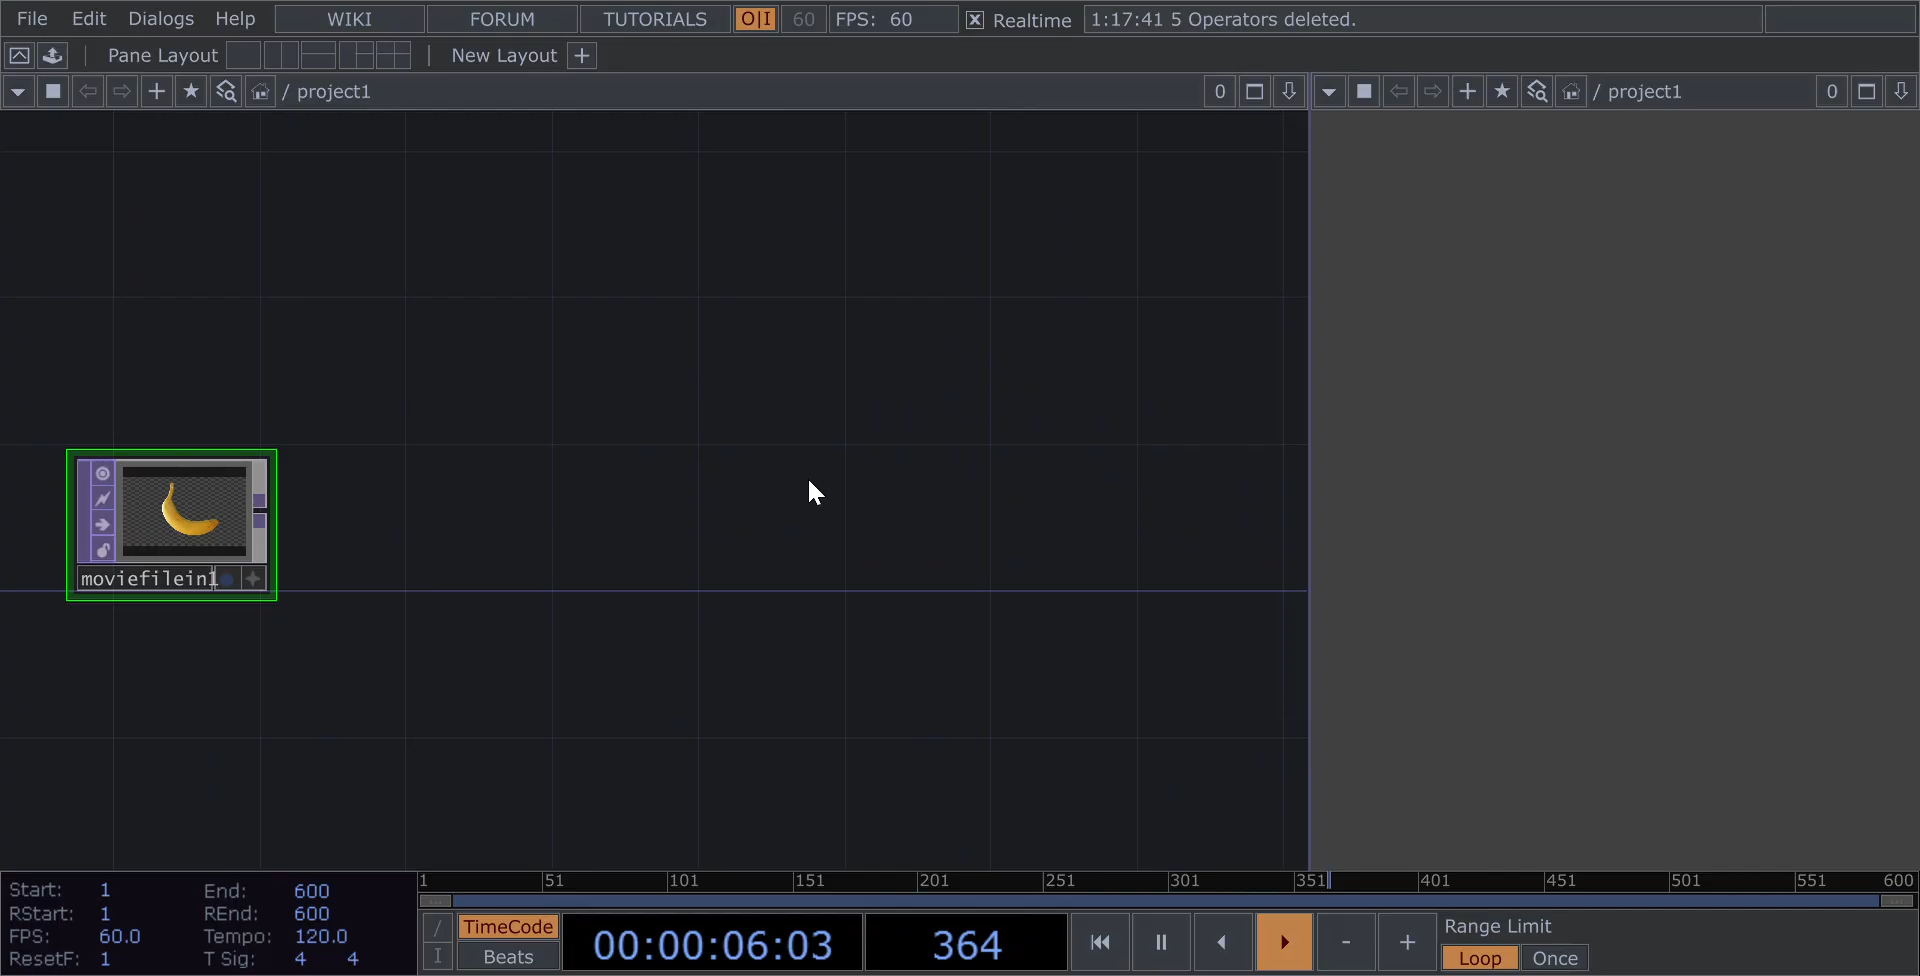 File Edit Dialogs Help WIKI FORUM TUTORIALS O|I 60 FPS: 60 Realtime 1:17:41 5 Operators deleted.
Pane Layout New Layout +
/ project1 0 / project1 0
moviefilein1
1 51 101 151 201 251 301 351 401 451 501 551 600
Start: 1 End: 600
RStart: 1 REnd: 600
FPS: 60.0 Tempo: 120.0
ResetF: 1 T Sig: 4 4
... ...
/ TimeCode 00:00:06:03 364 - + Range Limit
I Beats Loop Once